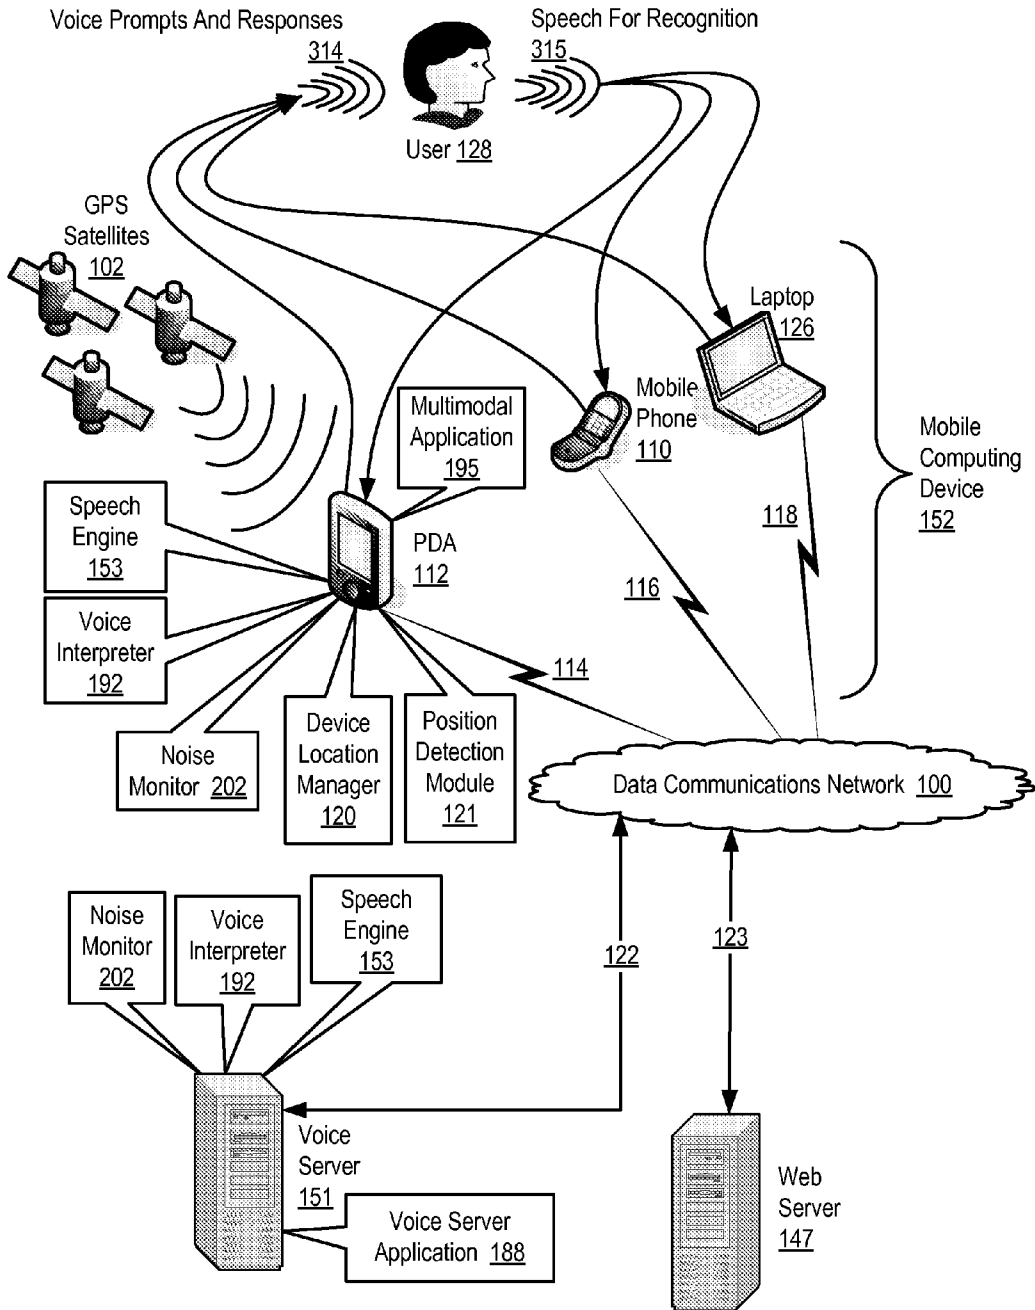 Voice Prompts And Responses
314
Speech For Recognition
315
User 128
GPS
Satellites
102
Laptop
126
Mobile
Phone
110
Mobile
Computing
Device
152
Multimodal
Application
195
Speech
Engine
153
PDA
112
118
116
Voice
Interpreter
192
114
Noise
Monitor 202
Device
Location
Manager
120
Position
Detection
Module
121
Data Communications Network 100
Noise
Monitor
202
Voice
Interpreter
192
Speech
Engine
153
122
123
Voice
Server
151
Voice Server
Application 188
Web
Server
147